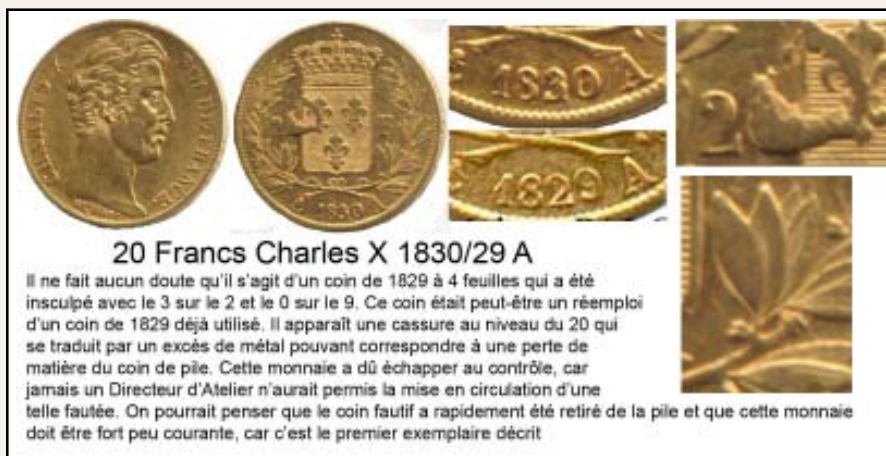 1830 A
1829 A
20 Francs Charles X 1830/29 A
Il ne fait aucun doute qu'il s'agit d'un coin de 1829 à 4 feuilles qui a été
insculpé avec le 3 sur le 2 et le 0 sur le 9. Ce coin était peut-être un réemploi
d'un coin de 1829 déjà utilisé. Il apparaît une cassure au niveau du 20 qui
se traduit par un excès de métal pouvant correspondre à une perte de
matière du coin de pile. Cette monnaie a dû échapper au contrôle, car
jamais un Directeur d'Atelier n'aurait permis la mise en circulation d'une
telle fautée. On pourrait penser que le coin fautif a rapidement été retiré de la pile et que cette monnaie
doit être fort peu courante, car c'est le premier exemplaire décrit